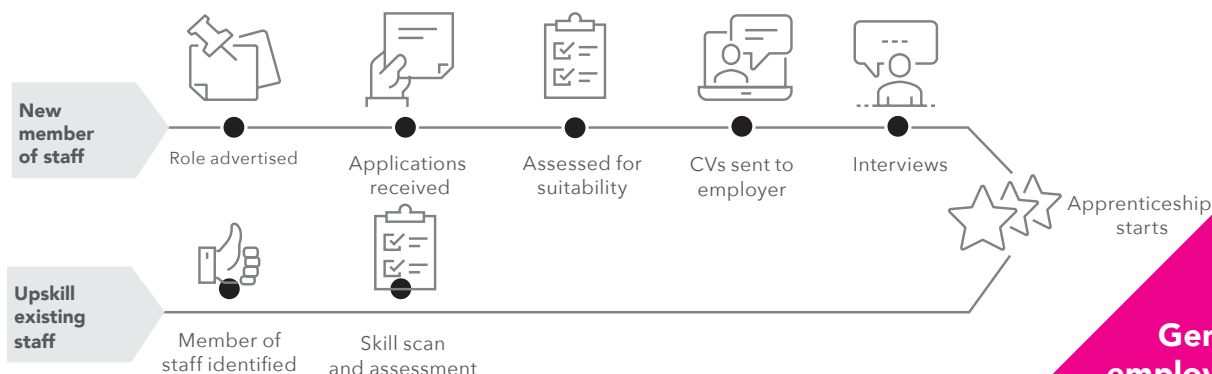 New
member
of staff
Role advertised
Applications
received
Assessed for
suitability
CVs sent to
employer
Interviews
Apprenticeship
starts
Upskill
existing
staff
Member of
staff identified
Skill scan
and assessment